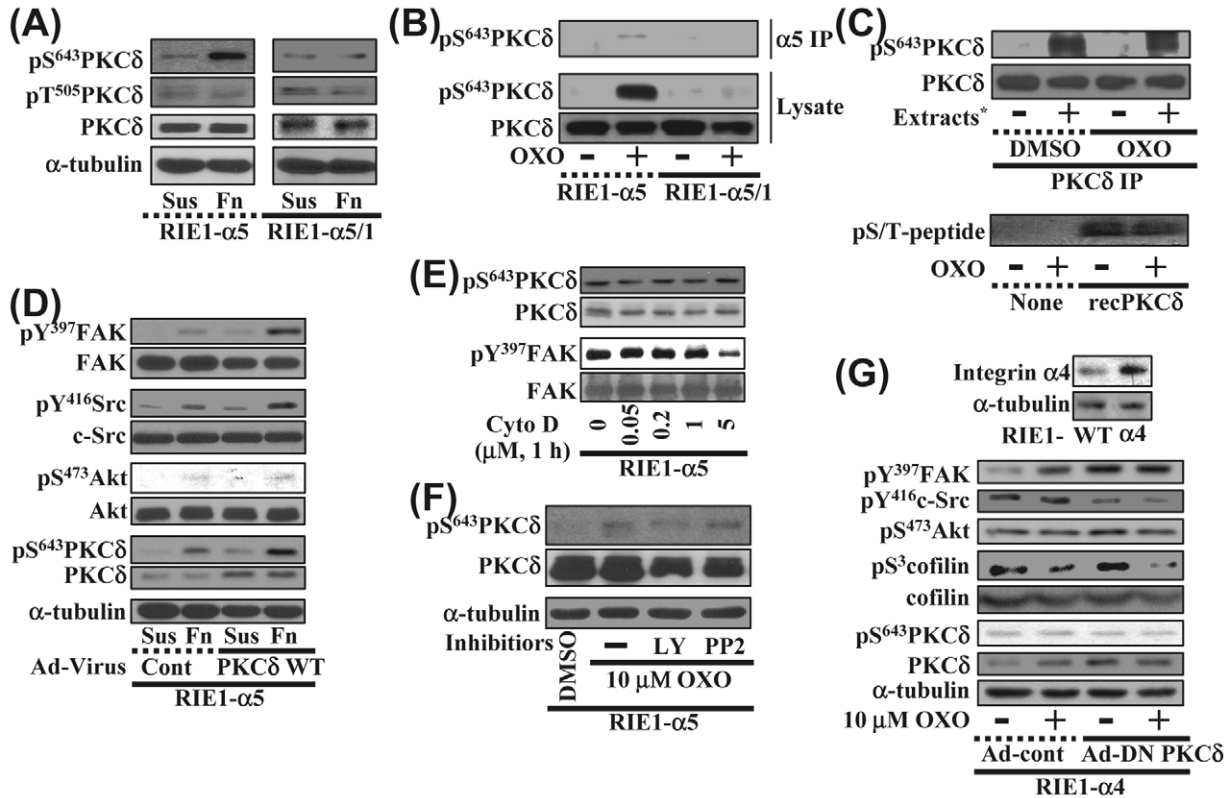 (A)
pS⁶⁴³PKCδ
pT⁵⁰⁵PKCδ
PKCδ
α-tubulin
Sus Fn Sus Fn
RIE1-α5 RIE1-α5/1
(B)
pS⁶⁴³PKCδ α5 IP
pS⁶⁴³PKCδ
PKCδ
Lysate
OXO - + - +
RIE1-α5 RIE1-α5/1
(C)
pS⁶⁴³PKCδ
PKCδ
Extracts* - + - +
DMSO OXO
PKCδ IP
pS/T-peptide
OXO - + - +
None recPKCδ
(D)
pY³⁹⁷FAK
FAK
pY⁴¹⁶Src
c-Src
pS⁴⁷³Akt
Akt
pS⁶⁴³PKCδ
PKCδ
α-tubulin
Sus Fn Sus Fn
Ad-Virus Cont PKCδ WT
RIE1-α5
(E)
pS⁶⁴³PKCδ
PKCδ
pY³⁹⁷FAK
FAK
Cyto D 0 0.05 0.2 1 5
(μM, 1 h)
RIE1-α5
(F)
pS⁶⁴³PKCδ
PKCδ
α-tubulin
Inhibitiors DMSO - LY PP2
10 μM OXO
RIE1-α5
(G)
Integrin α4
α-tubulin
RIE1- WT α4
pY³⁹⁷FAK
pY⁴¹⁶c-Src
pS⁴⁷³Akt
pS³cofilin
cofilin
pS⁶⁴³PKCδ
PKCδ
α-tubulin
10 μM OXO - + - +
Ad-cont Ad-DN PKCδ
RIE1-α4